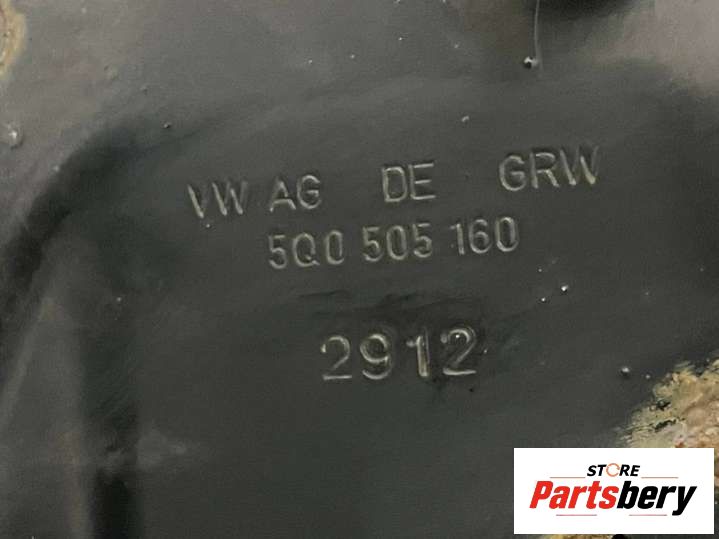 VW AG DE GRW
5Q0 505 160
2912
STORE
Partsbery